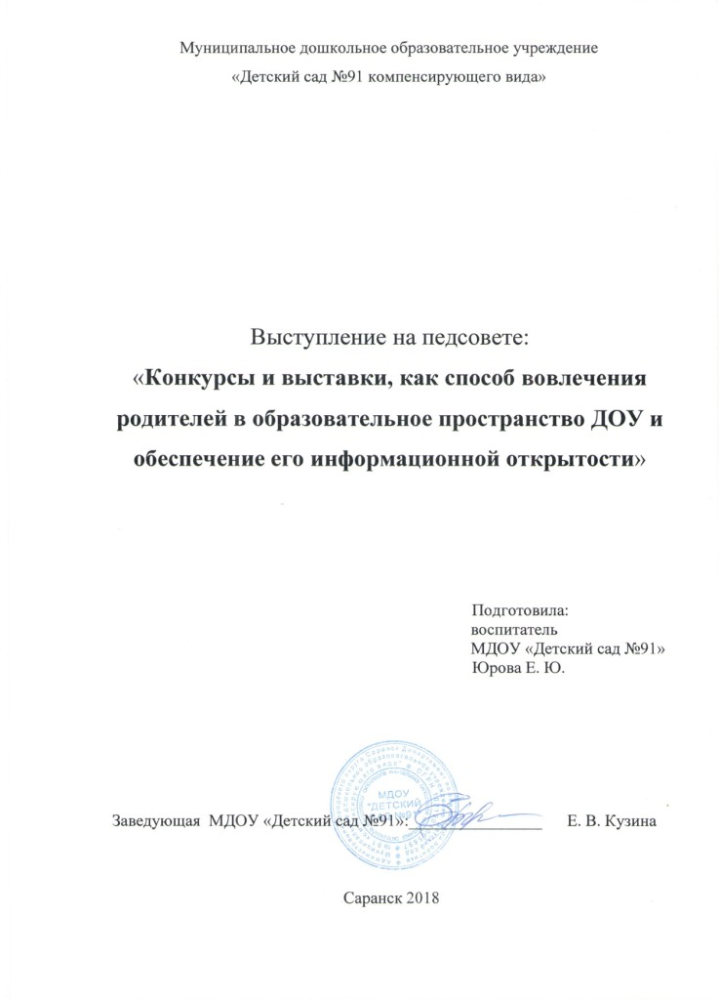 Муниципальное дошкольное образовательное учреждение
«Детский сад №91 компенсирующего вида»
Выступление на педсовете:
«Конкурсы и выставки, как способ вовлечения
родителей в образовательное пространство ДОУ и
обеспечение его информационной открытости»
Подготовила:
воспитатель
МДОУ «Детский сад №91»
Юрова Е. Ю.
МДОУ
"ДЕТСКИЙ
САД №91"
Заведующая МДОУ «Детский сад №91»:________________ Е. В. Кузина
Саранск 2018